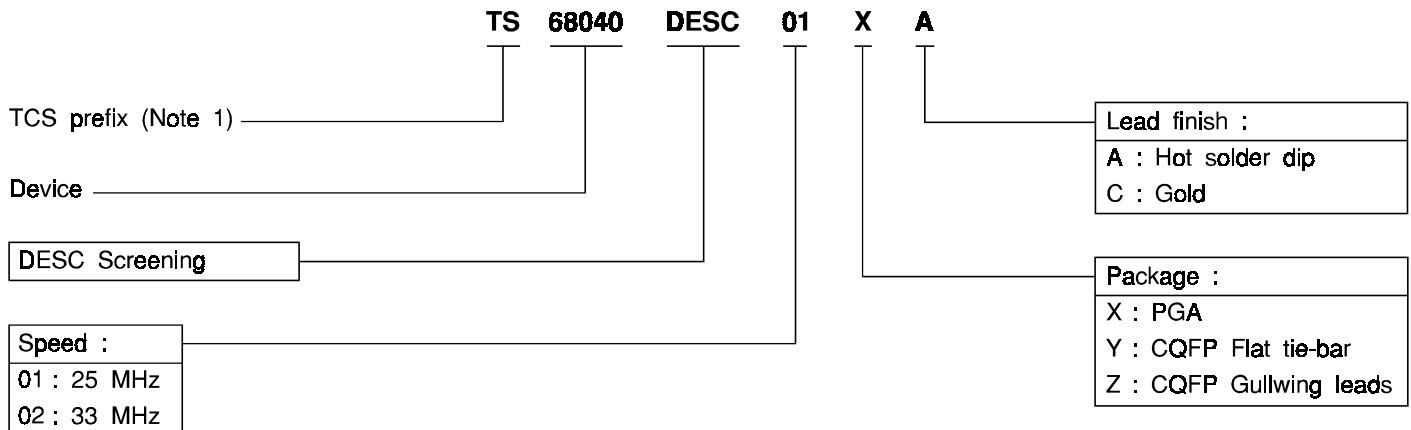 TS 68040 DESC 01 X A
TCS prefix (Note 1)
Device
DESC Screening
Speed :
01 : 25 MHz
02 : 33 MHz
Lead finish :
A : Hot solder dip
C : Gold
Package :
X : PGA
Y : CQFP Flat tie-bar
Z : CQFP Gullwing leads